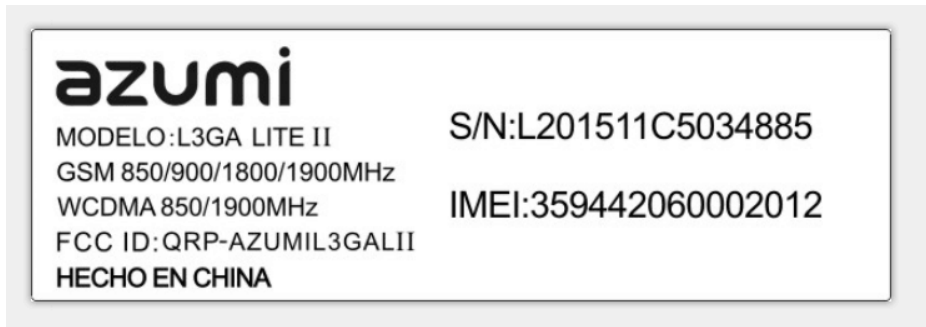 azumi
MODELO:L3GA LITE II
GSM 850/900/1800/1900MHz
WCDMA 850/1900MHz
FCC ID:QRP-AZUMIL3GALII
HECHO EN CHINA
S/N:L201511C5034885
IMEI:359442060002012